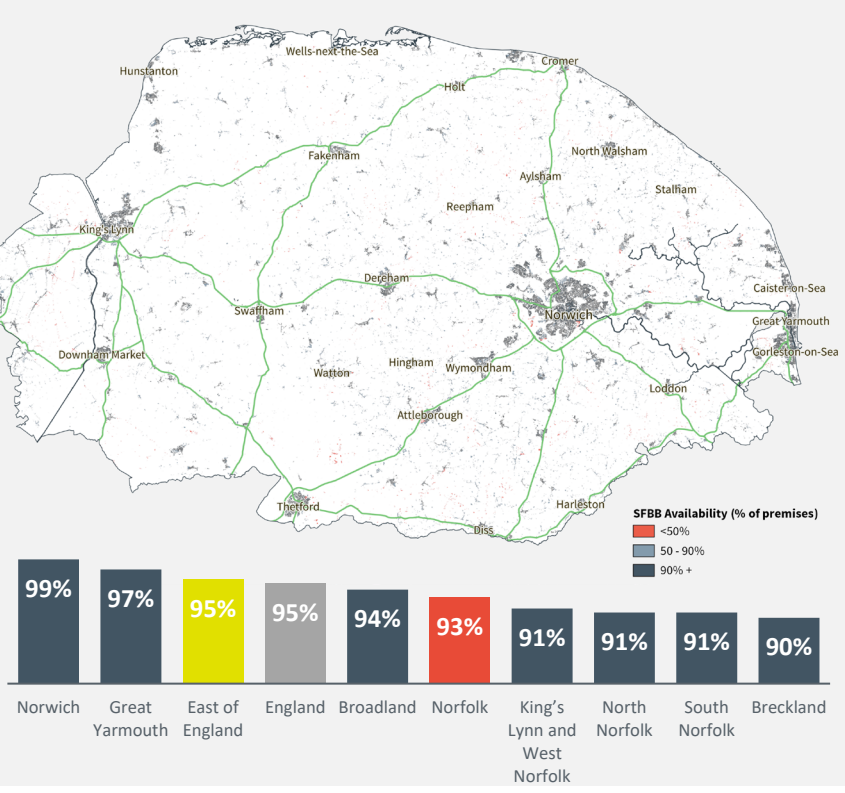 Wells-next-the-Sea
Hunstanton
Cromer
Holt
Fakenham
North Walsham
Aylsham
Stalham
Reepham
King's Lynn
Dereham
Caister-on-Sea
Swaffham
Norwich
Great Yarmouth
Downham Market
Gorleston-on-Sea
Hingham
Wymondham
Watton
Loddon
Attleborough
Thetford
Harleston
Diss
SFBB Availability (% of premises)
<50%
50 - 90%
90% +
99%
97%
95%
95%
94%
93%
91%
91%
91%
90%
Norwich
Great
Yarmouth
East of
England
England
Broadland
Norfolk
King’s
Lynn and
West
Norfolk
North
Norfolk
South
Norfolk
Breckland